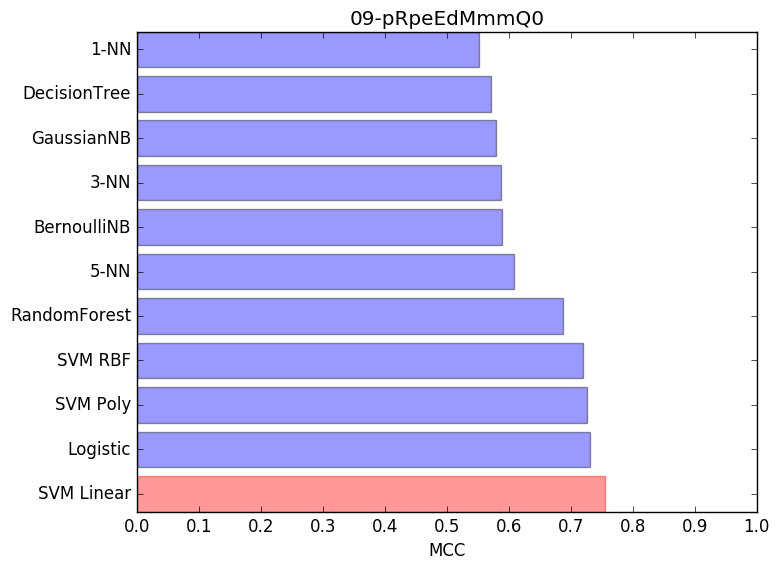 09-pRpeEdMmmQ0
1-NN
DecisionTree
GaussianNB
3-NN
BernoulliNB
5-NN
RandomForest
SVM RBF
SVM Poly
Logistic
SVM Linear
0.0 0.1 0.2 0.3 0.4 0.5 0.6 0.7 0.8 0.9 1.0
MCC